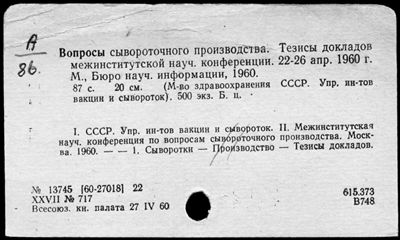 А
86.
Вопросы сывороточного производства. Тезисы докладов
межинститутской науч. конференции. 22-26 апр. 1960 г.
М., Бюро науч. информации, 1960.
87 с. 20 см. (М-во здравоохранения СССР. Упр. ин-тов
вакцин и сывороток). 500 экз. Б. ц.
I. СССР. Упр. ин-тов вакцин и сывороток. II. Межинститутская
науч. конференция по вопросам сывороточного производства. Моск-
ва. 1960. — — 1. Сыворотки — Производство — Тезисы докладов.
№ 13745 [60-27018] 22
XXVII № 717
Всесоюз. кн. палата 27 IV 60
615.373
В748